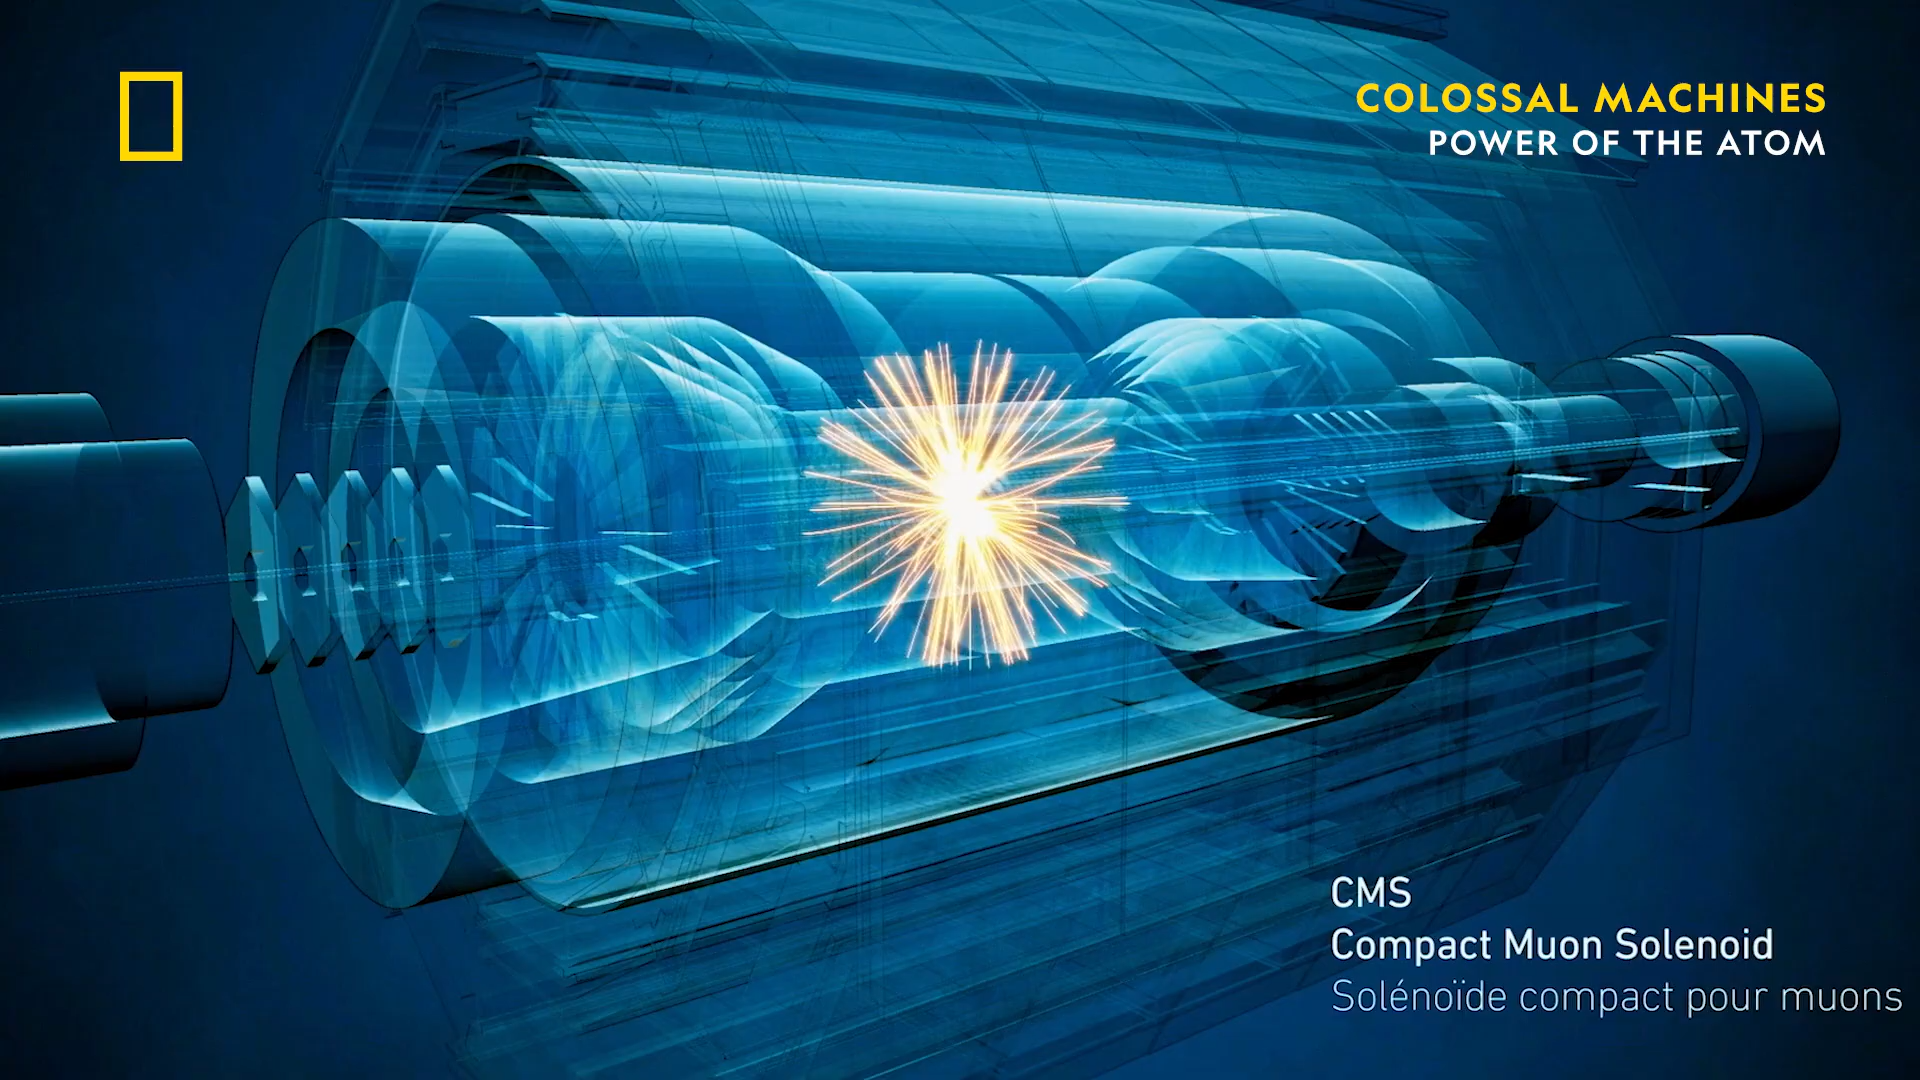 COLOSSAL MACHINES
POWER OF THE ATOM
CMS
Compact Muon Solenoid
Solénoïde compact pour muons